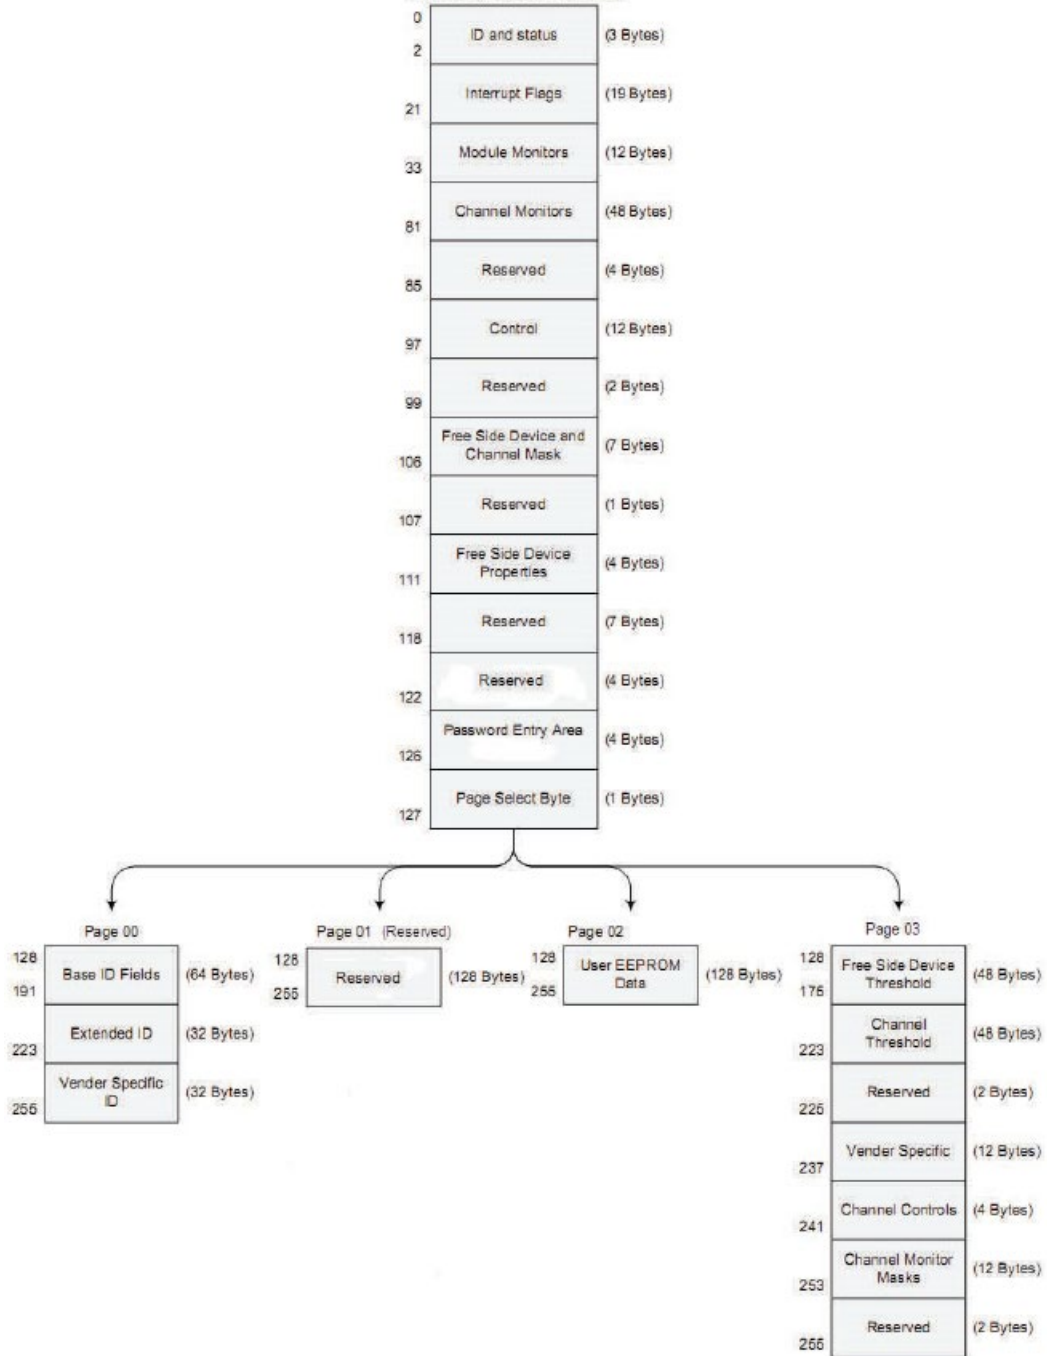 0
ID and status (3 Bytes)
2
Interrupt Flags (19 Bytes)
21
Module Monitors (12 Bytes)
33
Channel Monitors (48 Bytes)
81
Reserved (4 Bytes)
85
Control (12 Bytes)
97
Reserved (2 Bytes)
99
Free Side Device and
Channel Mask (7 Bytes)
106
Reserved (1 Bytes)
107
Free Side Device
Properties (4 Bytes)
111
Reserved (7 Bytes)
118
Reserved (4 Bytes)
122
Password Entry Area (4 Bytes)
126
Page Select Byte (1 Bytes)
127
Page 00
128
Base ID Fields (64 Bytes)
191
Extended ID (32 Bytes)
223
Vender Specific
ID (32 Bytes)
255
Page 01 (Reserved)
128
Reserved (128 Bytes)
255
Page 02
128
User EEPROM
Data (128 Bytes)
255
Page 03
128
Free Side Device
Threshold (48 Bytes)
175
Channel
Threshold (48 Bytes)
223
Reserved (2 Bytes)
225
Vender Specific (12 Bytes)
237
Channel Controls (4 Bytes)
241
Channel Monitor
Masks (12 Bytes)
253
Reserved (2 Bytes)
255